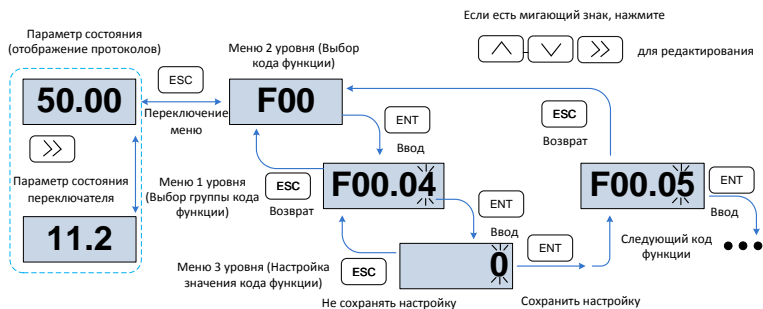 Если есть мигающий знак, нажмите
для редактирования
Параметр состояния
(отображение протоколов)
50.00
Параметр состояния
переключателя
11.2
ESC
Переключение
меню
Меню 2 уровня (Выбор
кода функции)
F00
ENT
Ввод
Меню 1 уровня
(Выбор группы кода
функции)
ESC
Возврат
F00.04
ENT
Ввод
Меню 3 уровня (Настройка
значения кода функции)
ESC
0
Не сохранять настройку
ENT
Сохранить настройку
ESC
Возврат
F00.05
ENT
Ввод
Следующий код
функции